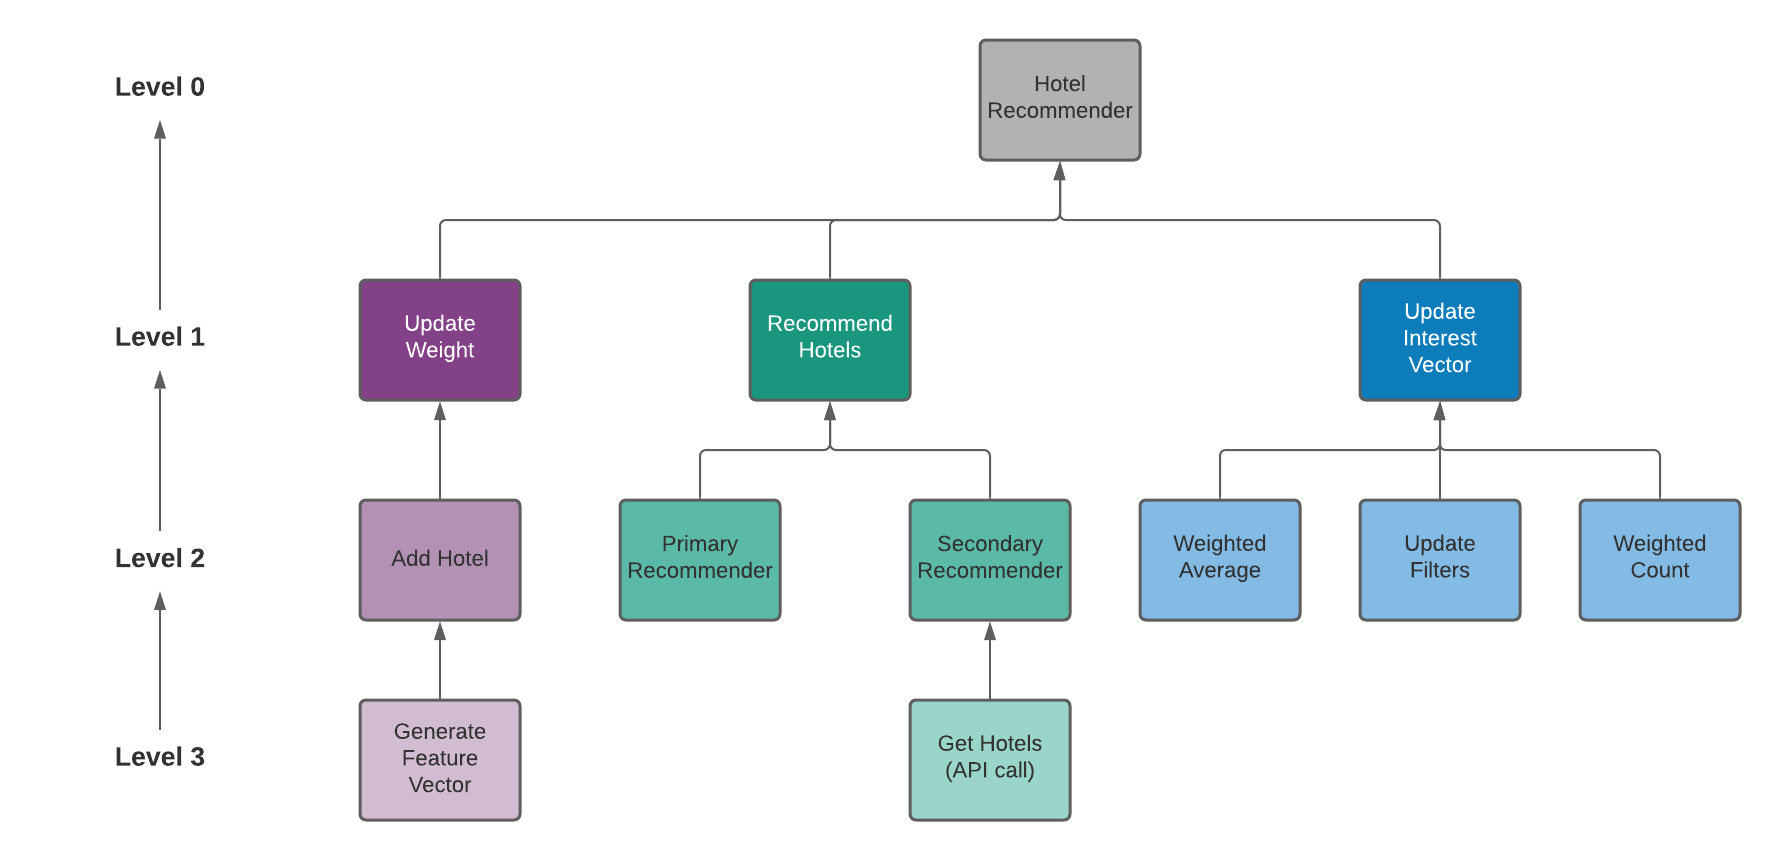 Level 0
Hotel
Recommender
Level 1
Update
Weight
Recommend
Hotels
Update
Interest
Vector
Level 2
Add Hotel
Primary
Recommender
Secondary
Recommender
Weighted
Average
Update
Filters
Weighted
Count
Level 3
Generate
Feature
Vector
Get Hotels
(API call)